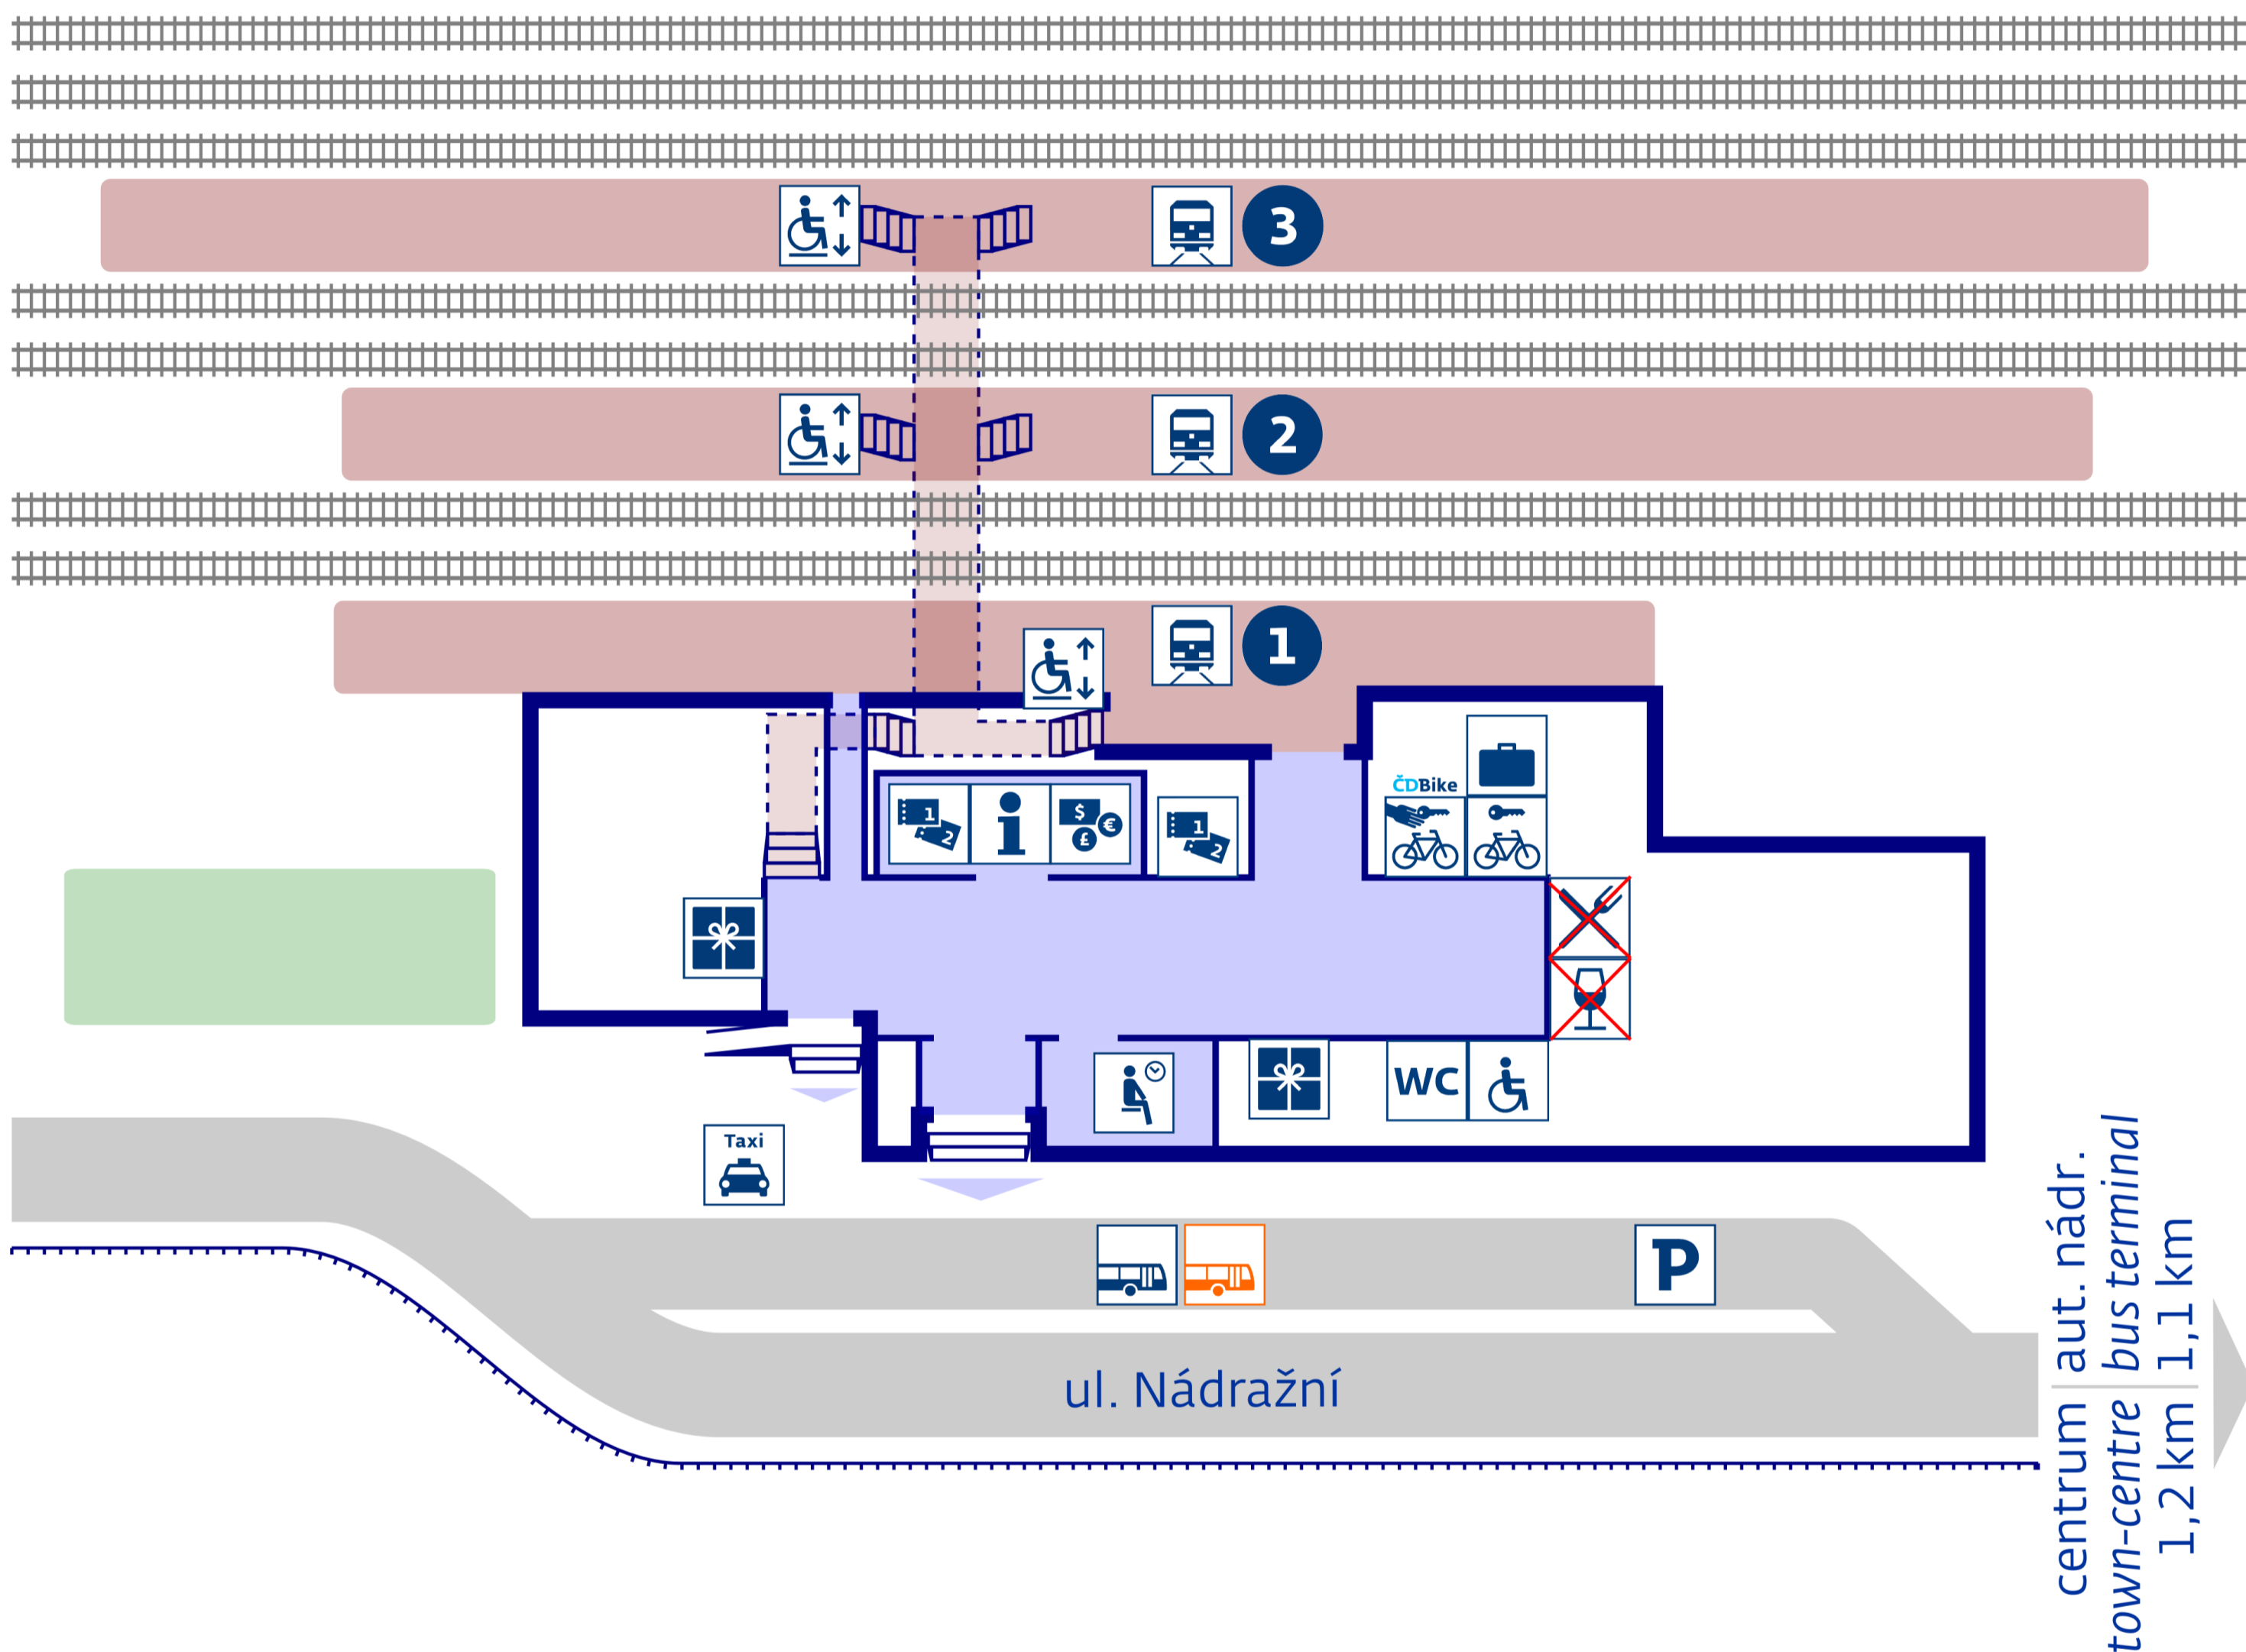 3
2
1
ČDBike
1
2
$
€
£
1
2
Taxi
WC
P
ul. Nádražní
centrum
town-centre
1,2 km
aut. nádr.
bus terminal
1,1 km